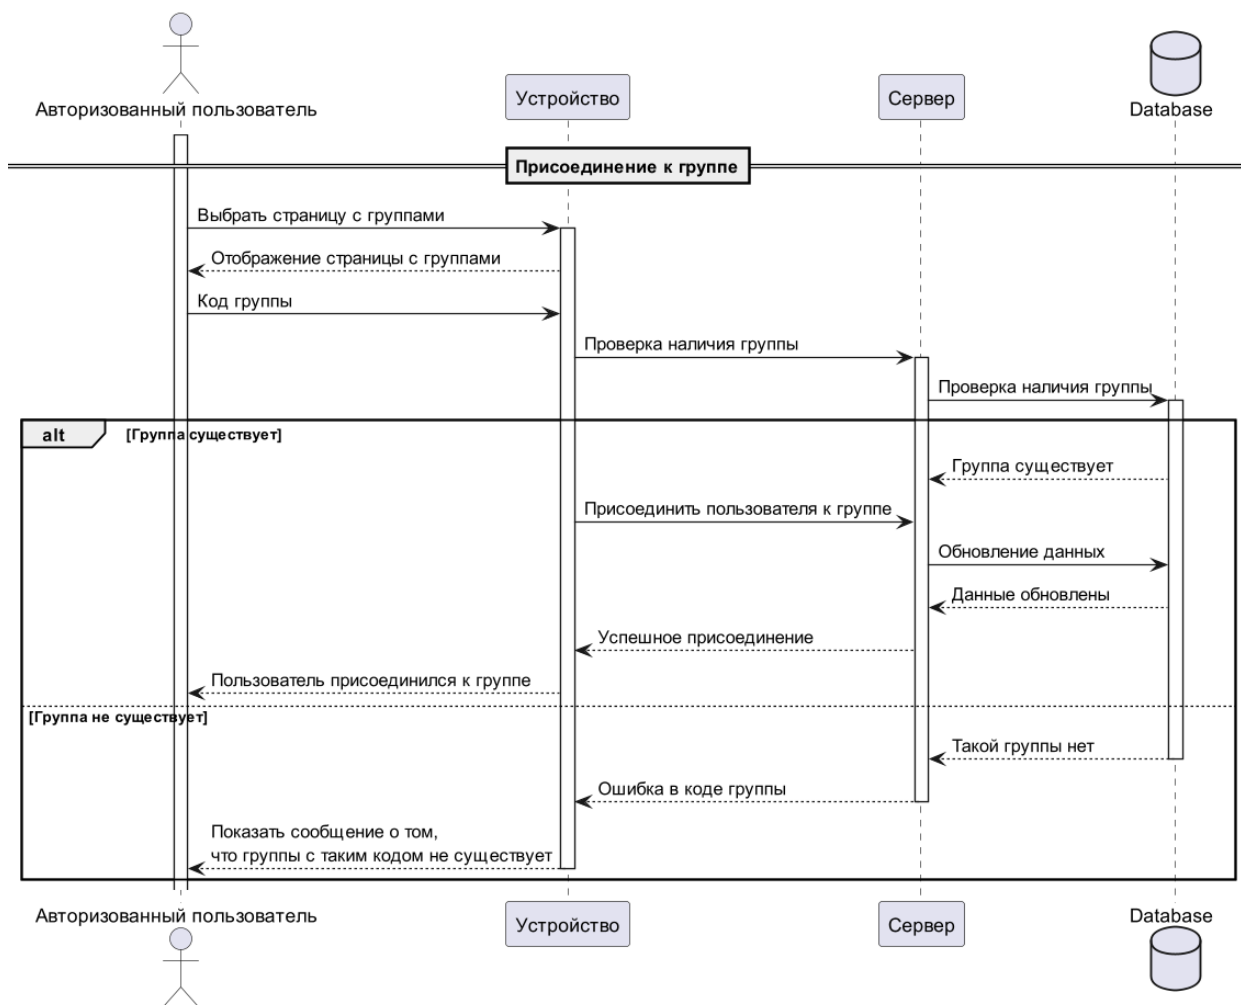 Авторизованный пользователь
Устройство
Сервер
Database
Присоединение к группе
Выбрать страницу с группами
Отображение страницы с группами
Код группы
Проверка наличия группы
Проверка наличия группы
alt
[Группа существует]
Группа существует
Присоединить пользователя к группе
Обновление данных
Данные обновлены
Успешное присоединение
Пользователь присоединился к группе
[Группа не существует]
Такой группы нет
Ошибка в коде группы
Показать сообщение о том,
что группы с таким кодом не существует
Авторизованный пользователь
Устройство
Сервер
Database